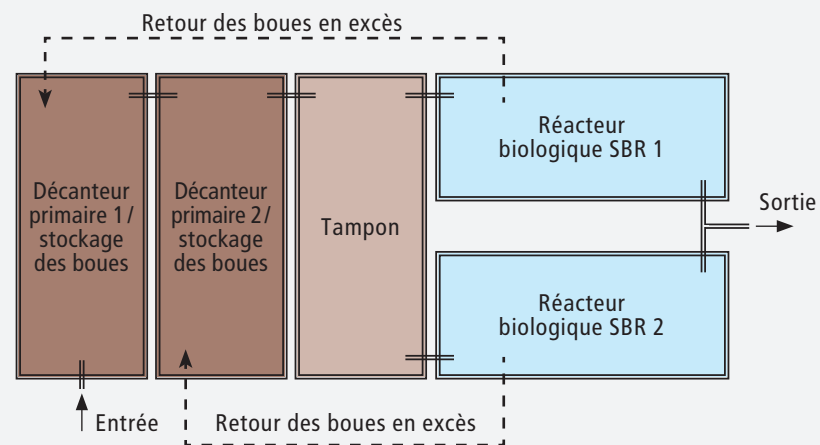 Retour des boues en excès
Décanteur
primaire 1/
stockage
des boues
Décanteur
primaire 2/
stockage
des boues
Tampon
Réacteur
biologique SBR 1
Sortie
Réacteur
biologique SBR 2
Entrée
Retour des boues en excès